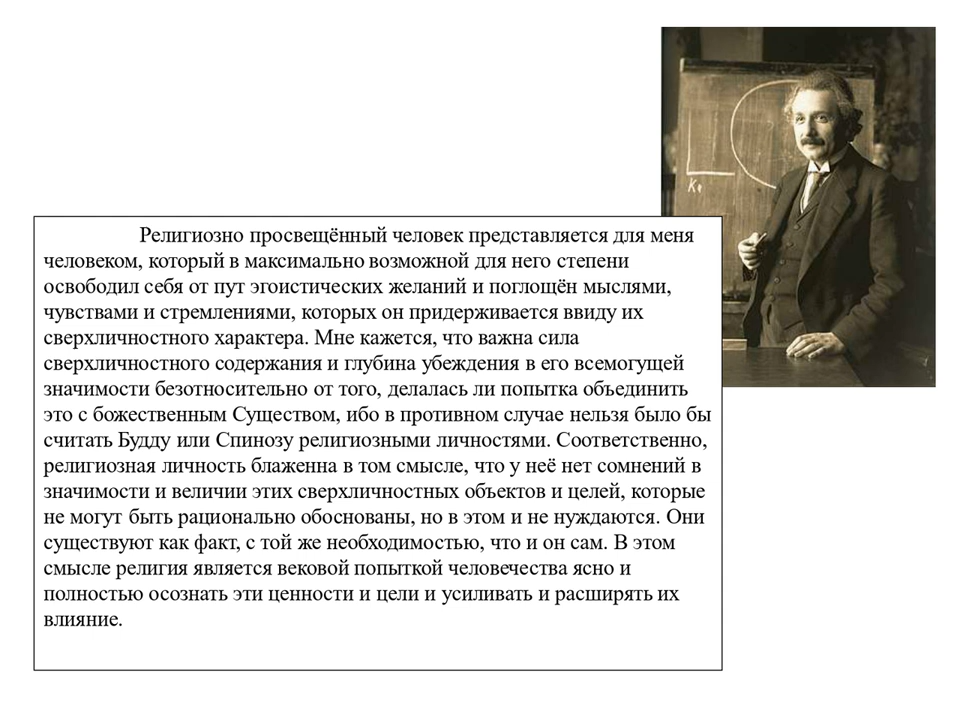 Kε
Религиозно просвещённый человек представляется для меня
человеком, который в максимально возможной для него степени
освободил себя от пут эгоистических желаний и поглощён мыслями,
чувствами и стремлениями, которых он придерживается ввиду их
сверхличностного характера. Мне кажется, что важна сила
сверхличностного содержания и глубина убеждения в его всемогущей
значимости безотносительно от того, делалась ли попытка объединить
это с божественным Существом, ибо в противном случае нельзя было бы
считать Будду или Спинозу религиозными личностями. Соответственно,
религиозная личность блаженна в том смысле, что у неё нет сомнений в
значимости и величии этих сверхличностных объектов и целей, которые
не могут быть рационально обоснованы, но в этом и не нуждаются. Они
существуют как факт, с той же необходимостью, что и он сам. В этом
смысле религия является вековой попыткой человечества ясно и
полностью осознать эти ценности и цели и усиливать и расширять их
влияние.